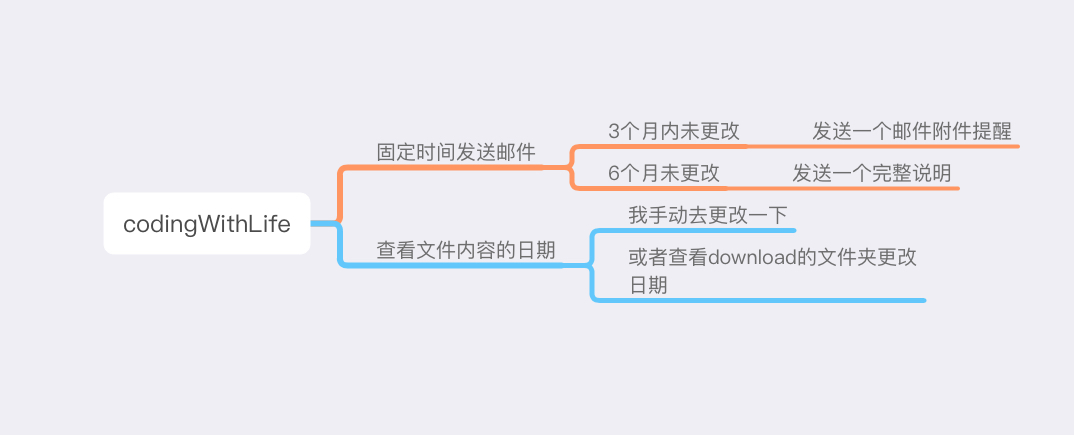 codingWithLife
固定时间发送邮件
3个月内未更改
发送一个邮件附件提醒
6个月未更改
发送一个完整说明
查看文件内容的日期
我手动去更改一下
或者查看download的文件夹更改
日期